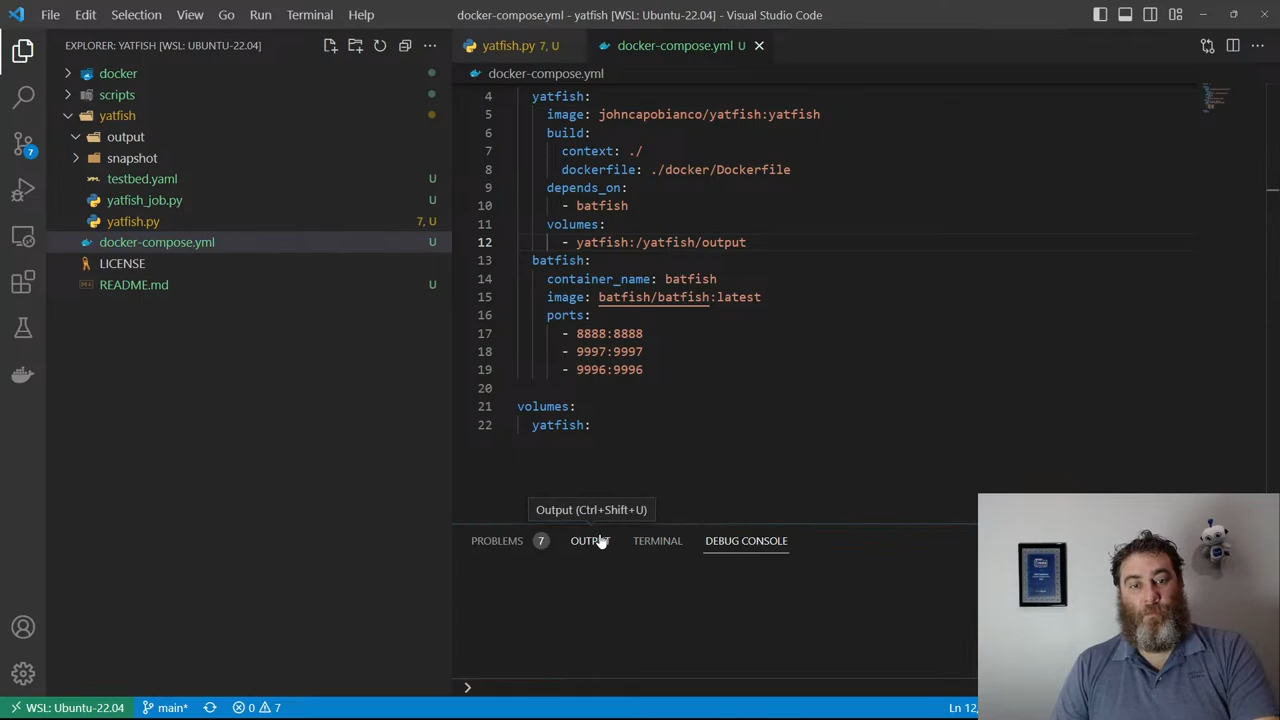 File Edit Selection View Go Run Terminal Help
docker-compose.yml - yatfish [WSL: Ubuntu-22.04] - Visual Studio Code
EXPLORER: YATFISH [WSL: UBUNTU-22.04]
yatfish.py 7, U
docker-compose.yml U
docker
scripts
yatfish
output
snapshot
testbed.yaml U
yatfish_job.py U
yatfish.py 7, U
docker-compose.yml U
LICENSE
README.md U
7
docker-compose.yml
4 yatfish:
5 image: johncapobianco/yatfish:yatfish
6 build:
7 context: ./
8 dockerfile: ./docker/Dockerfile
9 depends_on:
10 - batfish
11 volumes:
12 - yatfish:/yatfish/output
13 batfish:
14 container_name: batfish
15 image: batfish/batfish:latest
16 ports:
17 - 8888:8888
18 - 9997:9997
19 - 9996:9996
20
21 volumes:
22 yatfish:
Output (Ctrl+Shift+U)
PROBLEMS 7 OUTPUT TERMINAL DEBUG CONSOLE
WSL: Ubuntu-22.04 main* 0 7
Ln 12,